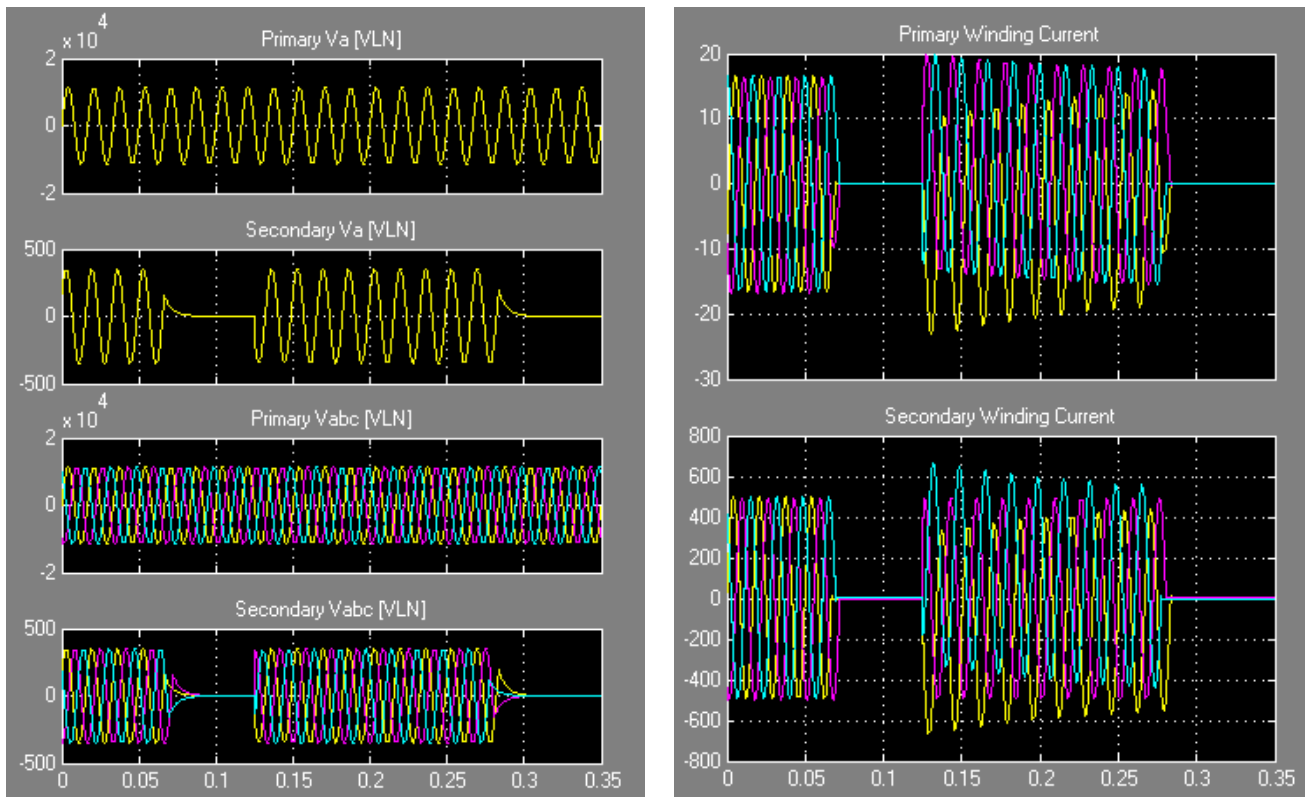 x 10^4
Primary Va [VLN]
2
0
-2
Secondary Va [VLN]
500
0
-500
x 10^4
Primary Vabc [VLN]
2
0
-2
Secondary Vabc [VLN]
500
0
-500
0 0.05 0.1 0.15 0.2 0.25 0.3 0.35
Primary Winding Current
20
10
0
-10
-20
-30
Secondary Winding Current
800
600
400
200
0
-200
-400
-600
-800
0 0.05 0.1 0.15 0.2 0.25 0.3 0.35